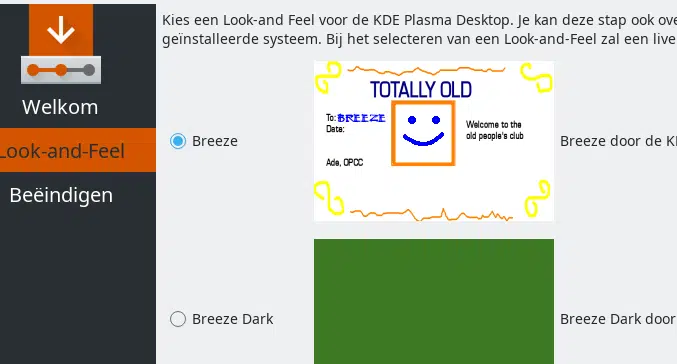 Kies een Look-and Feel voor de KDE Plasma Desktop. Je kan deze stap ook ove
geïnstalleerde systeem. Bij het selecteren van een Look-and-Feel zal een live
Welkom
Look-and-Feel
Beëindigen
Breeze
TOTALLY OLD
To: BREEZE
Date:
Welcome to the
old people's club
Ade, OPCC
Breeze door de KD
Breeze Dark
Breeze Dark door